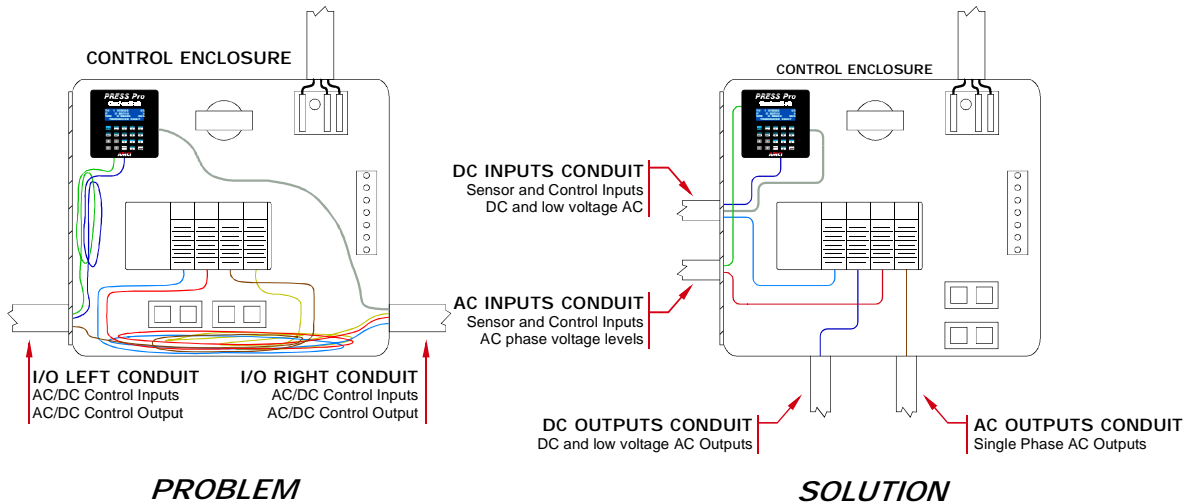 CONTROL ENCLOSURE
PRESS Pro
AMCI
I/O LEFT CONDUIT
AC/DC Control Inputs
AC/DC Control Output
I/O RIGHT CONDUIT
AC/DC Control Inputs
AC/DC Control Output
PROBLEM
CONTROL ENCLOSURE
PRESS Pro
AMCI
DC INPUTS CONDUIT
Sensor and Control Inputs
DC and low voltage AC
AC INPUTS CONDUIT
Sensor and Control Inputs
AC phase voltage levels
DC OUTPUTS CONDUIT
DC and low voltage AC Outputs
AC OUTPUTS CONDUIT
Single Phase AC Outputs
SOLUTION